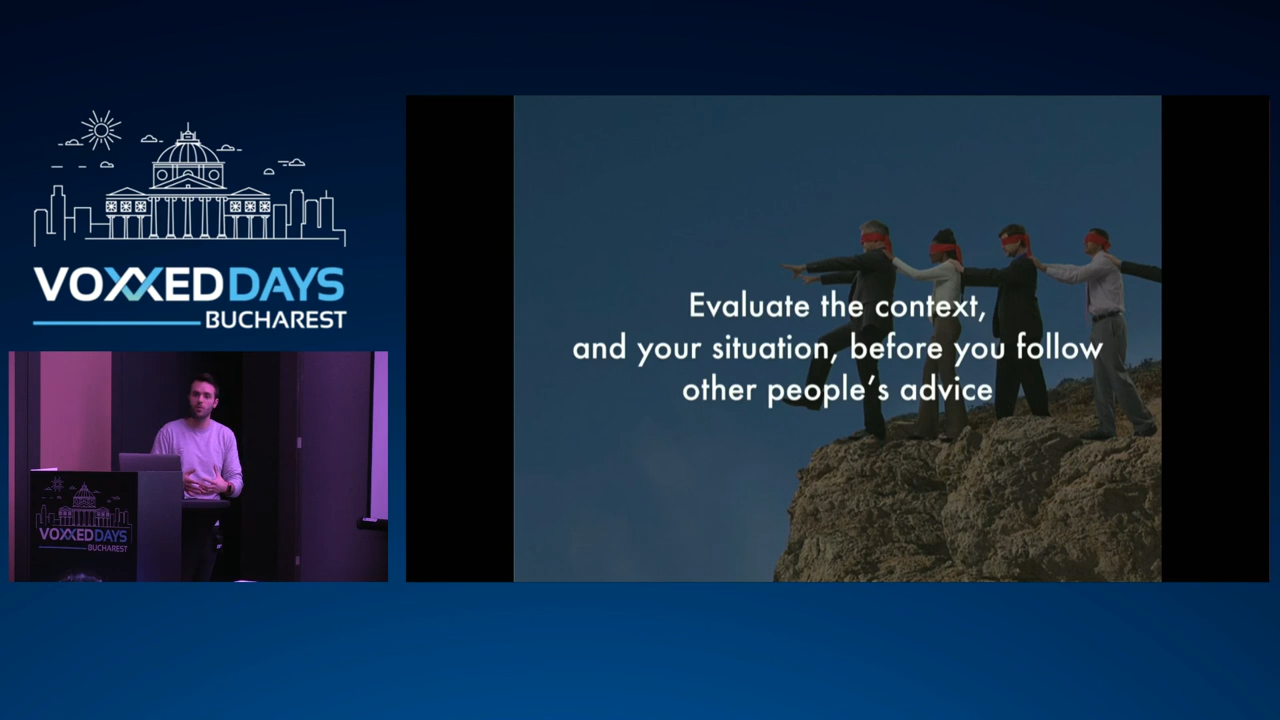 VOXXEDDAYS
BUCHAREST
Evaluate the context,
and your situation, before you follow
other people’s advice
VOXXEDDAYS
BUCHAREST